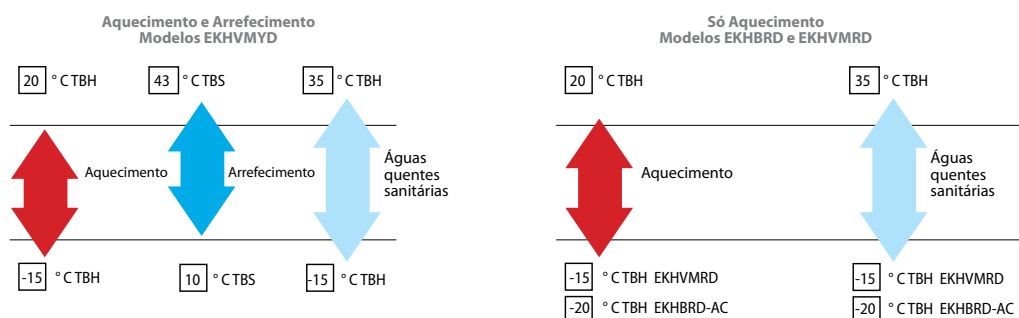 Aquecimento e Arrefecimento
Modelos EKHVMYD
20 °C TBH
43 °C TBS
35 °C TBH
Aquecimento
Arrefecimento
Águas
quentes
sanitárias
-15 °C TBH
10 °C TBS
-15 °C TBH
Só Aquecimento
Modelos EKHBRD e EKHVMRD
20 °C TBH
35 °C TBH
Aquecimento
Águas
quentes
sanitárias
-15 °C TBH EKHVMRD
-20 °C TBH EKHBRD-AC
-15 °C TBH EKHVMRD
-20 °C TBH EKHBRD-AC